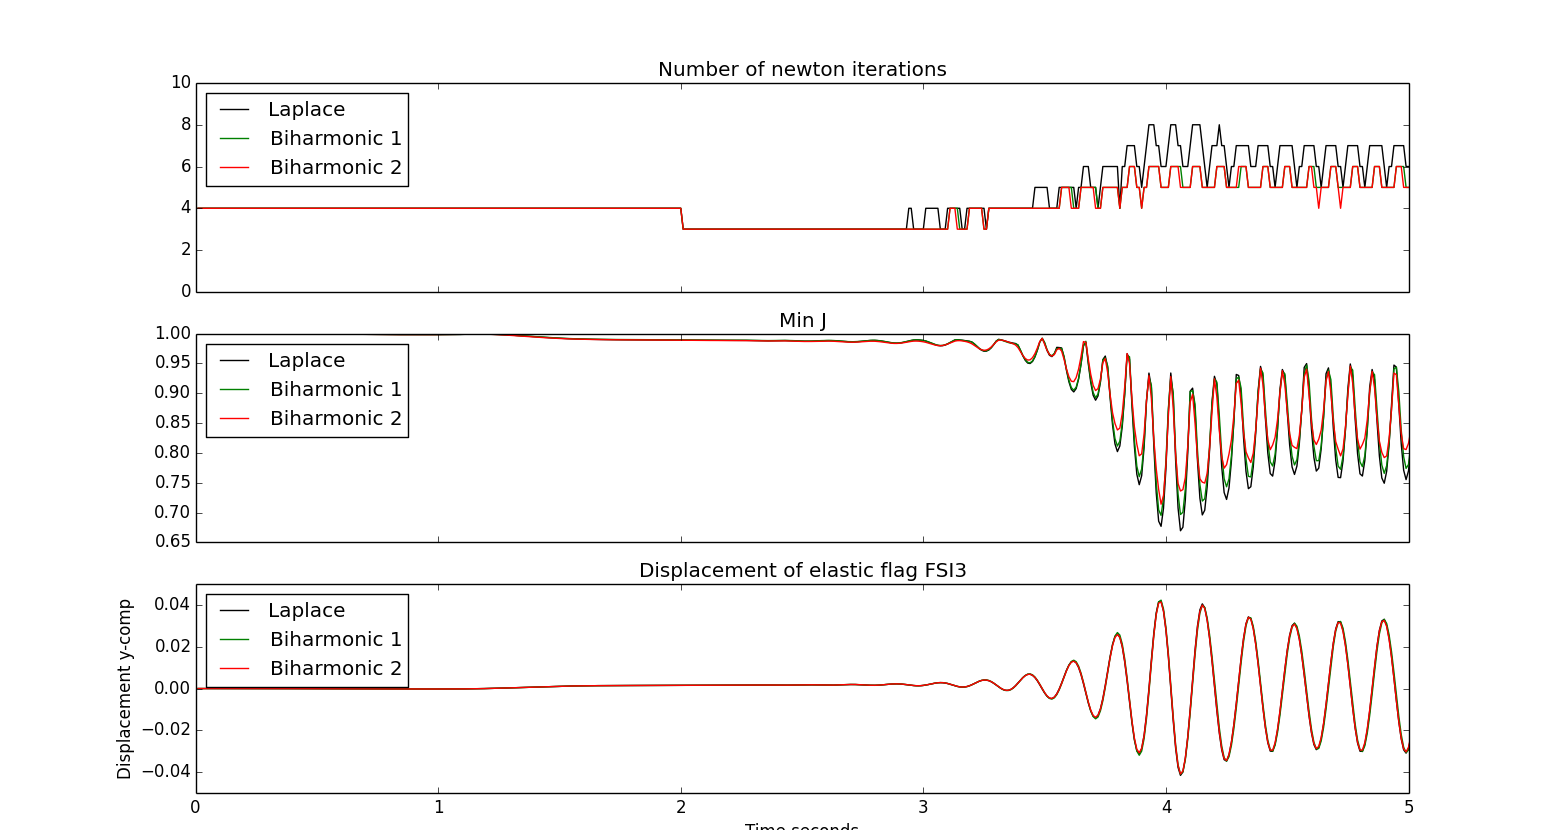 Number of newton iterations
10
8
6
4
2
0
Laplace
Biharmonic 1
Biharmonic 2
Min J
1.00
0.95
0.90
0.85
0.80
0.75
0.70
0.65
Laplace
Biharmonic 1
Biharmonic 2
Displacement of elastic flag FSI3
Displacement y-comp
0.04
0.02
0.00
−0.02
−0.04
Laplace
Biharmonic 1
Biharmonic 2
0 1 2 3 4 5
Time seconds